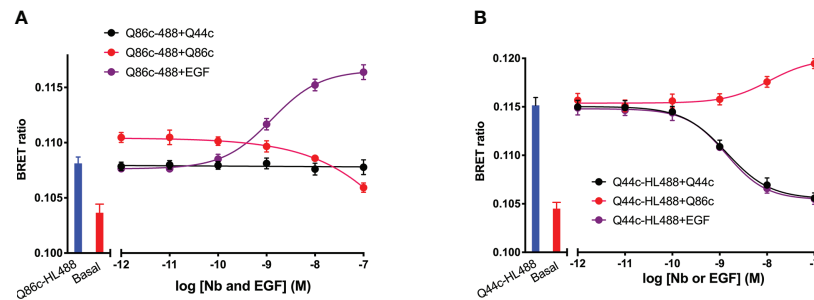 A
Q86c-488+Q44c
Q86c-488+Q86c
Q86c-488+EGF
BRET ratio
0.115
0.110
0.105
0.100
-12 -11 -10 -9 -8 -7
Q86c-HL488
Basal
log [Nb and EGF] (M)
B
BRET ratio
0.120
0.115
0.110
0.105
0.100
Q44c-HL488+Q44c
Q44c-HL488+Q86c
Q44c-HL488+EGF
-12 -11 -10 -9 -8 -7
Q44c-HL488
Basal
log [Nb or EGF] (M)